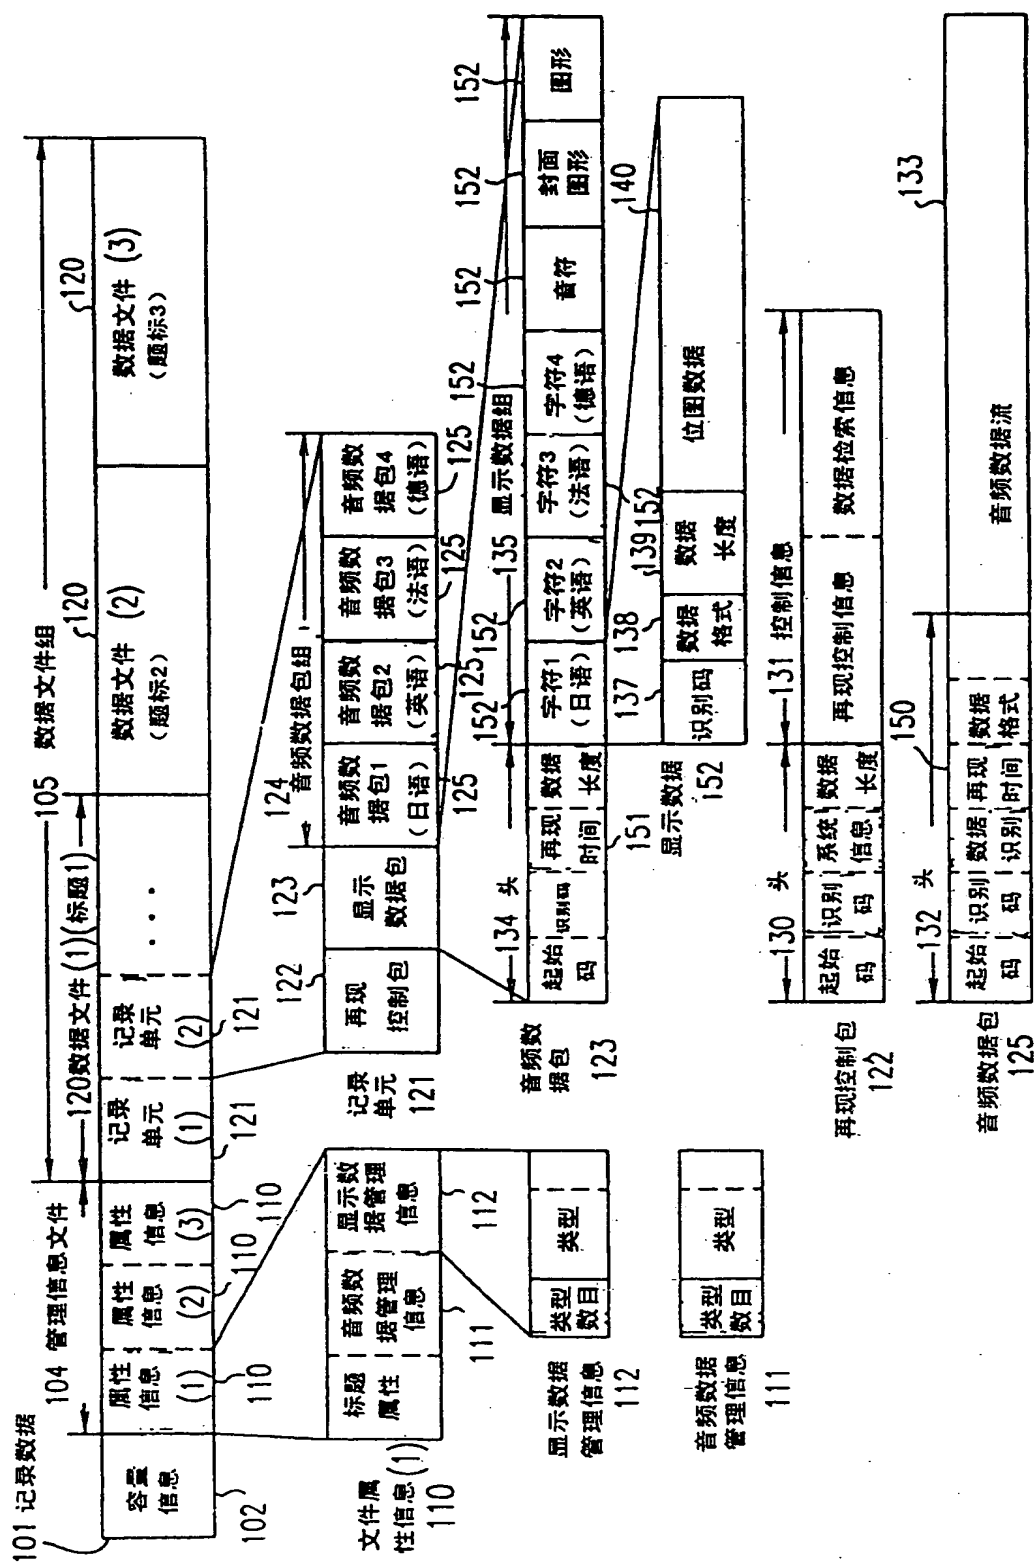 101 记录数据
104 管理信息文件
105 数据文件组
120数据文件(1)(标题1)
120
120
容量
信息
属性
信息
(1)
属性
信息
(2)
属性
信息
(3)
记录
单元
(1)
记录
单元
(2)
· · ·
数据文件 (2)
(题标2)
数据文件 (3)
(题标3)
102
110
110
110
121
121
124
音频数据包组
122
123
标题
属性
音频数
据管理
信息
显示数
据管理
信息
再现
控制包
显示
数据包
音频数
据包1
(日语)
音频数
据包2
(英语)
音频数
据包3
(法语)
音频数
据包4
(德语)
文件属
性信息(1)
110
111
112
记录
单元
121
125
125
125
125
134 头
135 显示数据组
152
152
152
152
152
152
类型
数目
类型
起始
码
识别码
再现
时间
数据
长度
字符1
(日语)
字符2
(英语)
字符3
(法语)
字符4
(德语)
音符
封面
图形
图形
显示数据
管理信息
112
音频数
据包
123
151
152
137
138
139
140
类型
数目
类型
识别码
数据
格式
数据
长度
位图数据
音频数据
管理信息
111
显示数据
152
130 头
131 控制信息
起始
码
识别
码
系统
信息
数据
长度
再现控制信息
数据检索信息
再现控制包
122
132 头
150
133
起始
码
识别
码
数据
识别
再现
时间
数据
格式
音频数据流
音频数据包
125